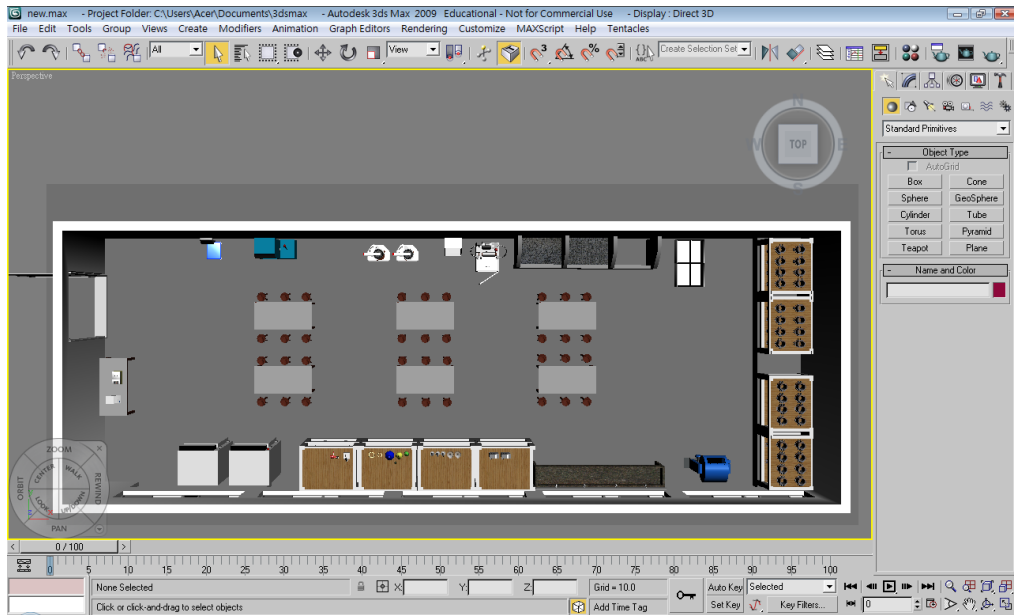 new.max - Project Folder: C:\Users\Acer\Documents\3dsmax - Autodesk 3ds Max 2009 Educational - Not for Commercial Use - Display : Direct 3D
File Edit Tools Group Views Create Modifiers Animation Graph Editors Rendering Customize MAXScript Help Tentacles
All View Create Selection Set
Perspective
N
W TOP E
S
Standard Primitives
- Object Type
AutoGrid
Box Cone
Sphere GeoSphere
Cylinder Tube
Torus Pyramid
Teapot Plane
- Name and Color
ZOOM
ORBIT CENTER WALK REWIND
LOOK UP/DOWN
PAN
< 0 / 100 >
0 5 10 15 20 25 30 35 40 45 50 55 60 65 70 75 80 85 90 95 100
None Selected X: Y: Z: Grid = 10.0 Auto Key Selected
Click or click-and-drag to select objects Add Time Tag Set Key Key Filters... 0